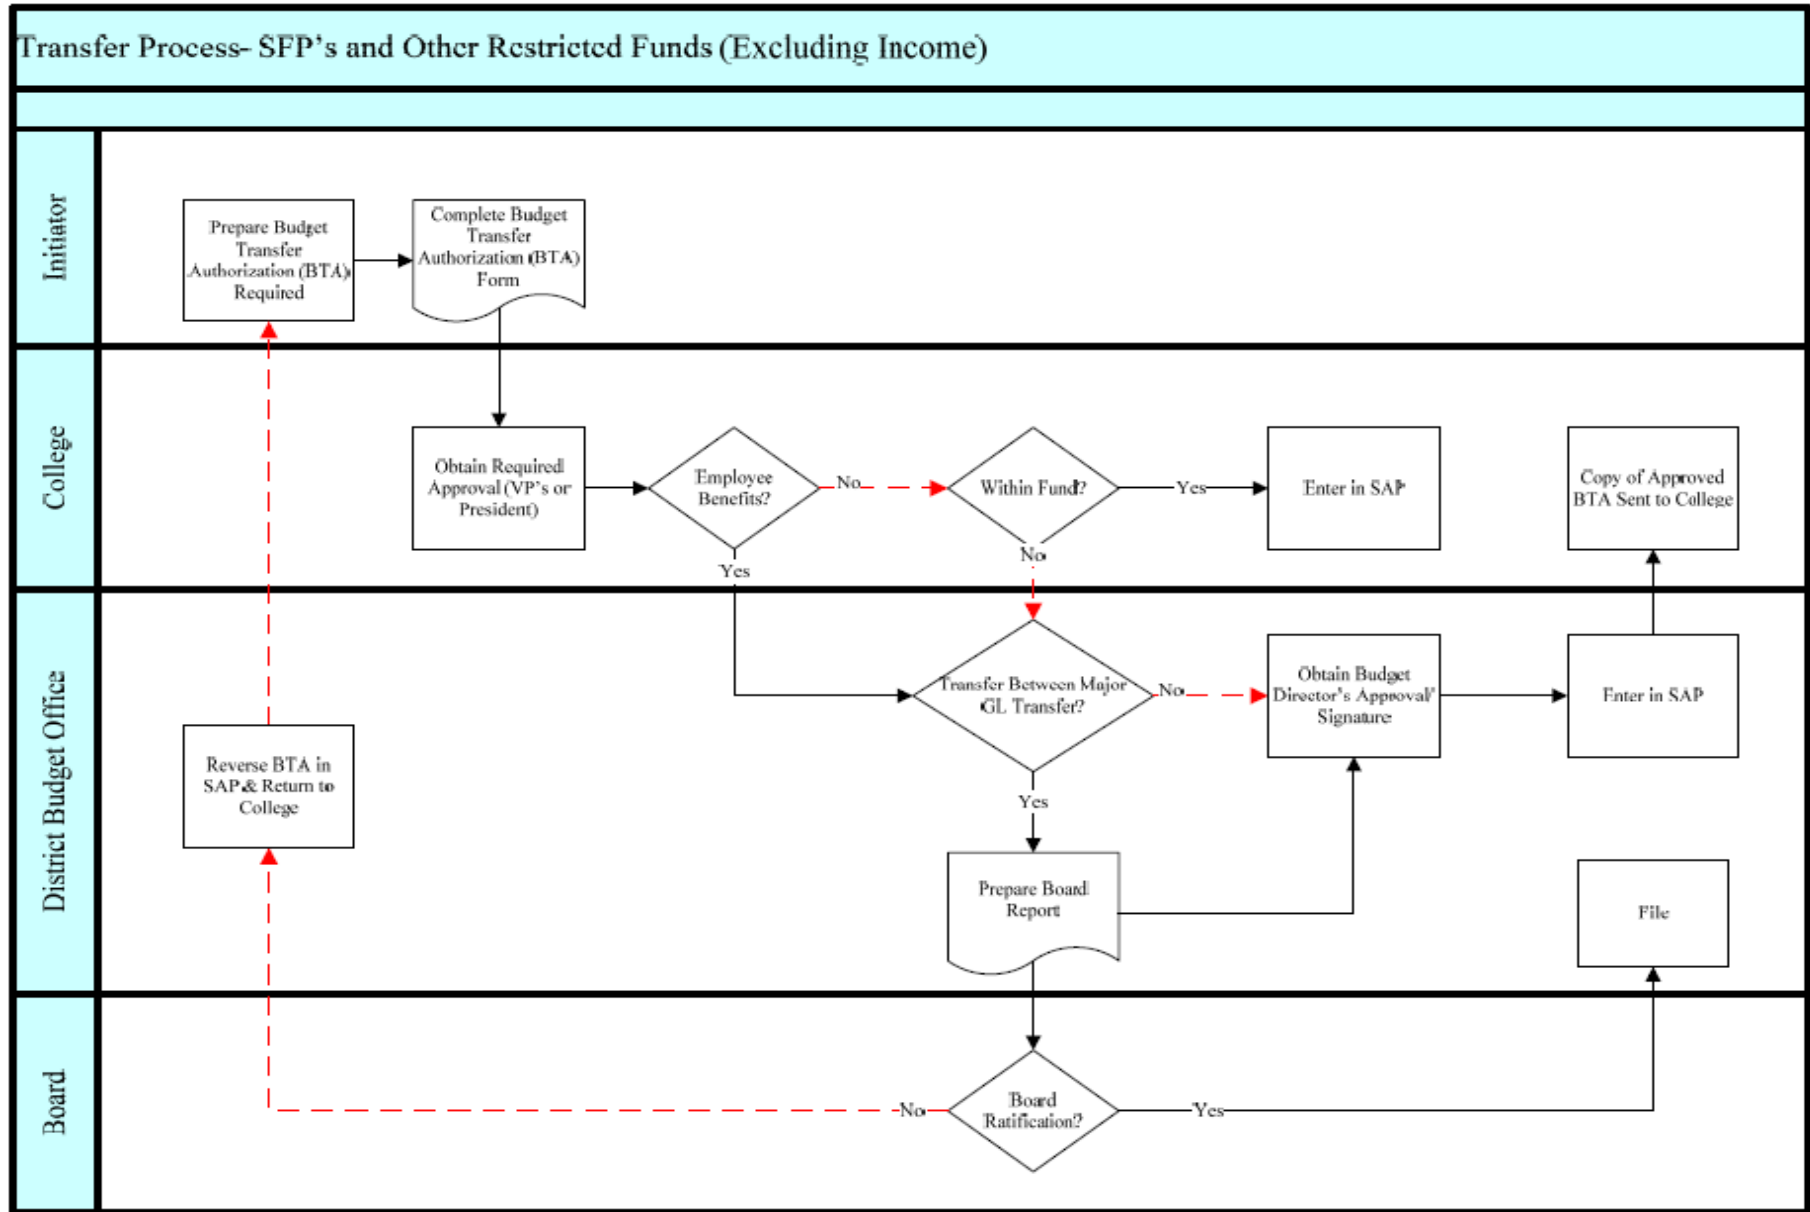 Transfer Process- SFP's and Other Restricted Funds (Excluding Income)
Initiator
Prepare Budget
Transfer
Authorization (BTA)
Required
Complete Budget
Transfer
Authorization (BTA)
Form
College
Obtain Required
Approval (VP's or
President)
Employee
Benefits?
No
Yes
Within Fund?
Yes
No
Enter in SAP
Copy of Approved
BTA Sent to College
District Budget Office
Reverse BTA in
SAP & Return to
College
Transfer Between Major
GL Transfer?
No
Yes
Obtain Budget
Director's Approval/
Signature
Enter in SAP
Prepare Board
Report
File
Board
Board
Ratification?
No
Yes